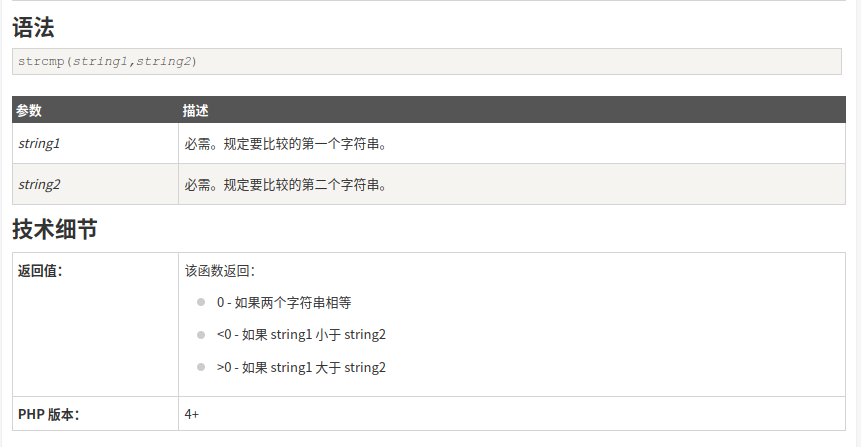 语法
strcmp(string1,string2)
参数 描述
string1 必需。规定要比较的第一个字符串。
string2 必需。规定要比较的第二个字符串。
技术细节
返回值： 该函数返回：
0 - 如果两个字符串相等
<0 - 如果 string1 小于 string2
>0 - 如果 string1 大于 string2
PHP 版本： 4+